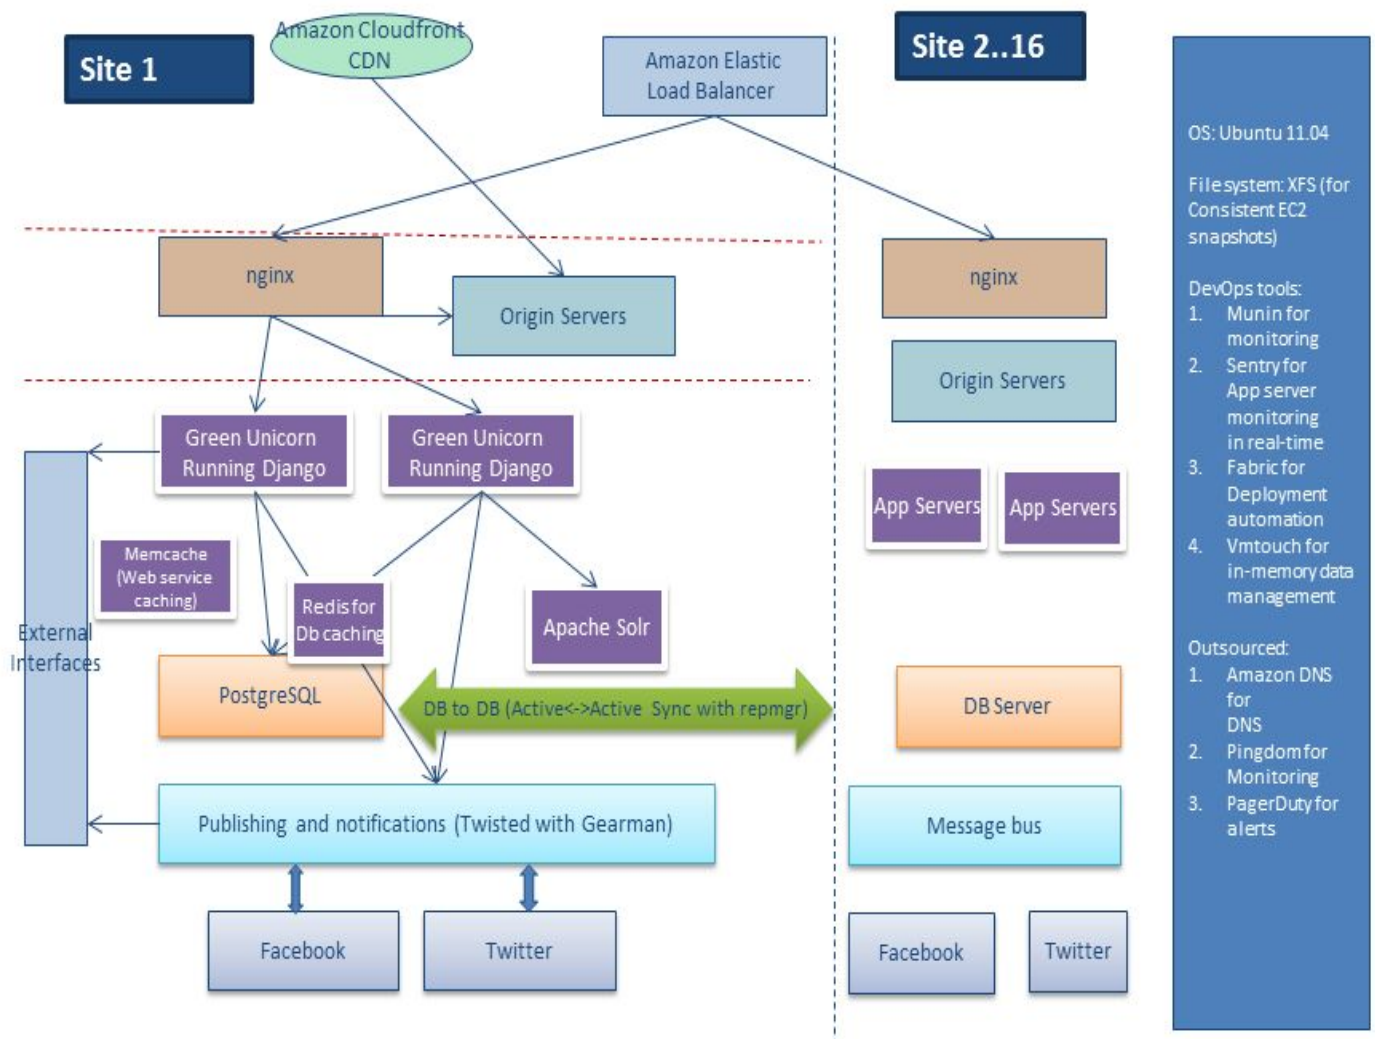 Site 1
Amazon Cloudfront
CDN
Amazon Elastic
Load Balancer
Site 2..16
nginx
Origin Servers
Green Unicorn
Running Django
Green Unicorn
Running Django
Memcache
(Web service
caching)
Redis for
Db caching
Apache Solr
External
Interfaces
PostgreSQL
DB to DB (Active<->Active Sync with repmgr)
Publishing and notifications (Twisted with Gearman)
Facebook
Twitter
nginx
Origin Servers
App Servers
App Servers
DB Server
Message bus
Facebook
Twitter
OS: Ubuntu 11.04
File system: XFS (for
Consistent EC2
snapshots)
DevOps tools:
1. Munin for
monitoring
2. Sentry for
App server
monitoring
in real-time
3. Fabric for
Deployment
automation
4. Vmtouch for
in-memory data
management
Outsourced:
1. Amazon DNS
for
DNS
2. Pingdom for
Monitoring
3. PagerDuty for
alerts